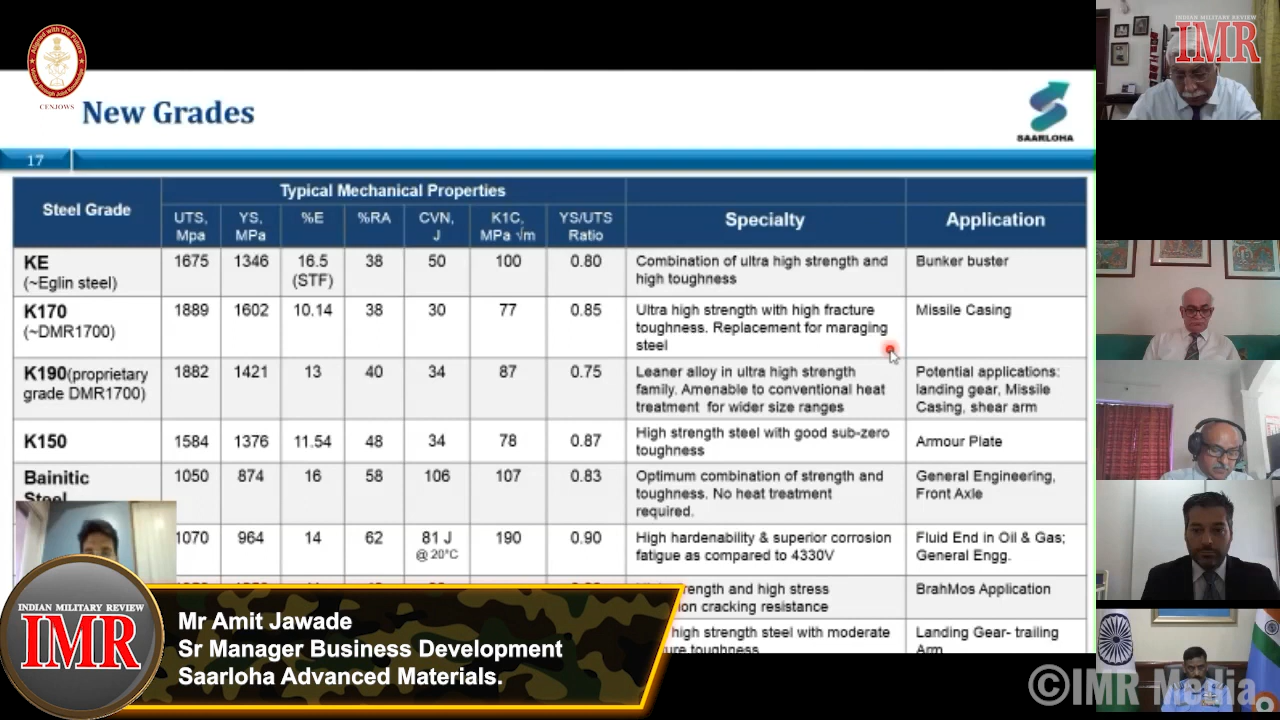 CENJOWS
New Grades
SAARLOHA
17
Steel Grade
Typical Mechanical Properties
UTS, Mpa
YS, MPa
%E
%RA
CVN, J
K1C, MPa √m
YS/UTS Ratio
Specialty
Application
KE (~Eglin steel)
1675 1346 16.5 (STF) 38 50 100 0.80
Combination of ultra high strength and
high toughness
Bunker buster
K170 (~DMR1700)
1889 1602 10.14 38 30 77 0.85
Ultra high strength with high fracture
toughness. Replacement for maraging
steel
Missile Casing
K190(proprietary
grade DMR1700)
1882 1421 13 40 34 87 0.75
Leaner alloy in ultra high strength
family. Amenable to conventional heat
treatment for wider size ranges
Potential applications:
landing gear, Missile
Casing, shear arm
K150
1584 1376 11.54 48 34 78 0.87
High strength steel with good sub-zero
toughness
Armour Plate
Bainitic
Steel
1050 874 16 58 106 107 0.83
Optimum combination of strength and
toughness. No heat treatment
required.
General Engineering,
Front Axle
1070 964 14 62 81 J @ 20°C 190 0.90
High hardenability & superior corrosion
fatigue as compared to 4330V
Fluid End in Oil & Gas;
General Engg.
and high stress
cracking resistance
BrahMos Application
high strength steel with moderate
toughness
Landing Gear- trailing
Arm
INDIAN MILITARY REVIEW
IMR
Mr Amit Jawade
Sr Manager Business Development
Saarloha Advanced Materials.
INDIAN MILITARY REVIEW
IMR
©IMR Media